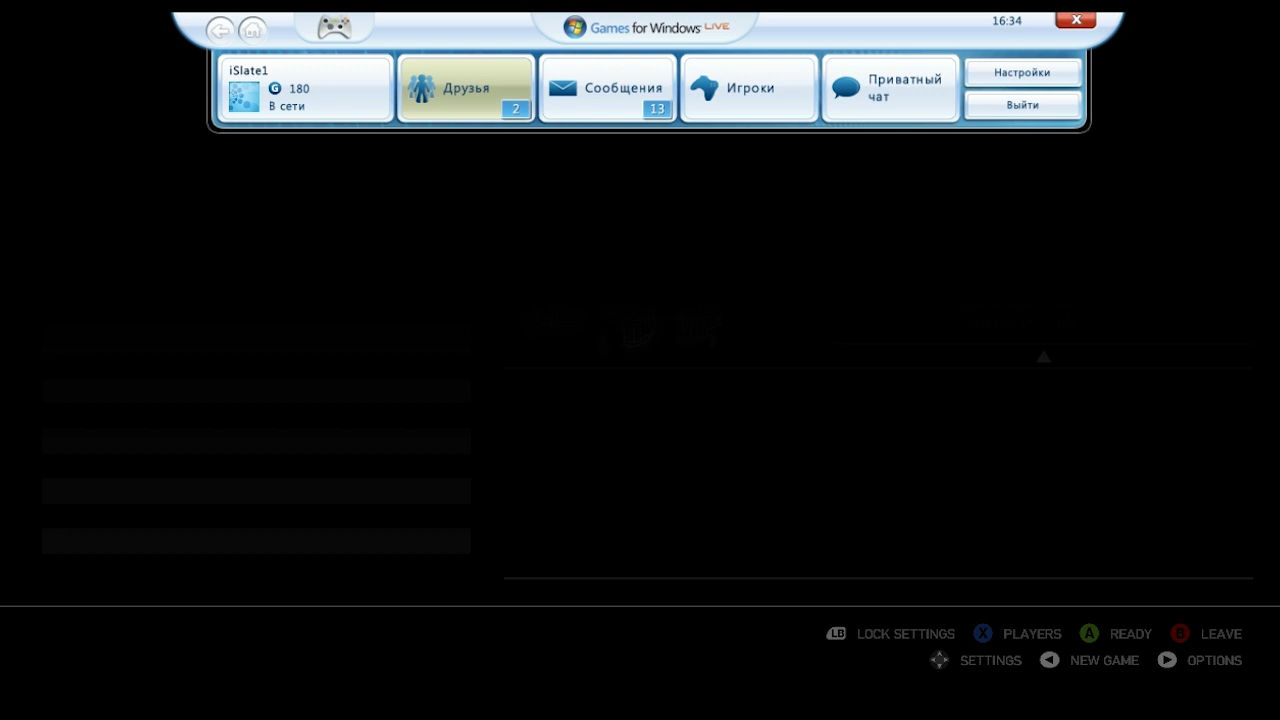 Games for Windows LIVE
16:34
X
iSlate1
G 180
В сети
Друзья
2
Сообщения
13
Игроки
Приватный
чат
Настройки
Выйти
LB LOCK SETTINGS X PLAYERS A READY B LEAVE
SETTINGS NEW GAME OPTIONS